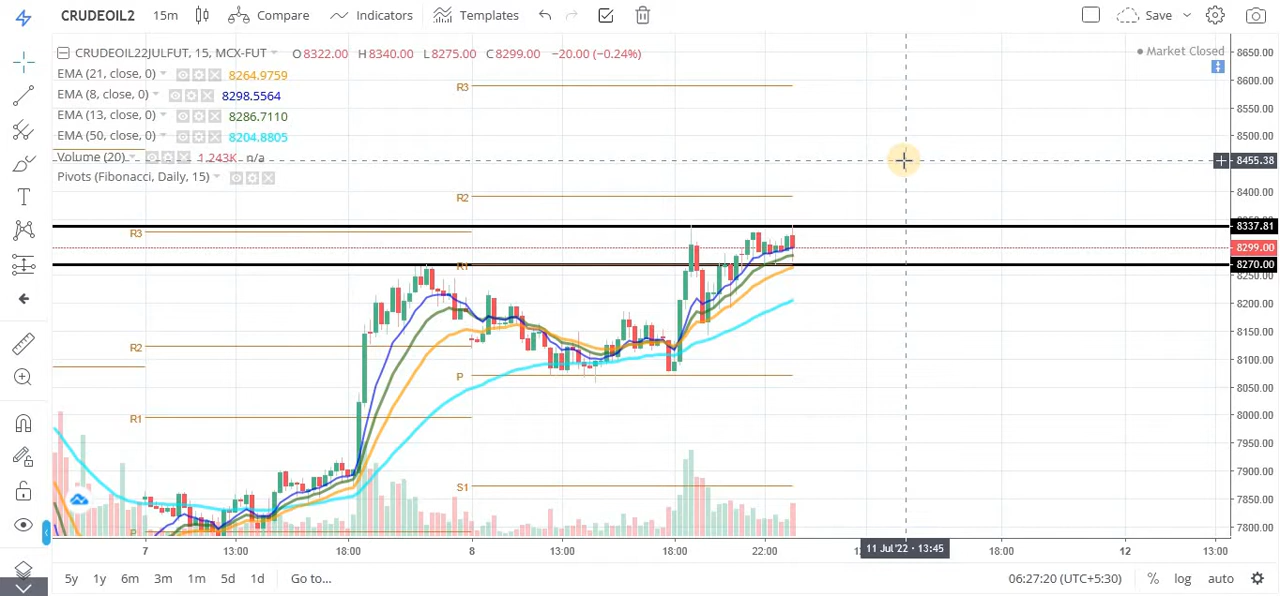 CRUDEOIL2 15m Compare Indicators Templates Save
CRUDEOIL22JULFUT, 15, MCX-FUT O8322.00 H8340.00 L8275.00 C8299.00 −20.00 (−0.24%)
Market Closed
EMA (21, close, 0) 8264.9759
EMA (8, close, 0) 8298.5564
EMA (13, close, 0) 8286.7110
EMA (50, close, 0) 8204.8805
Volume (20) 1.243K n/a
Pivots (Fibonacci, Daily, 15)
R3
R2
R3
R1
R2
P
R1
S1
P
8650.00
8600.00
8550.00
8500.00
8455.38
8400.00
8337.81
8299.00
8270.00
8250.00
8200.00
8150.00
8100.00
8050.00
8000.00
7950.00
7900.00
7850.00
7800.00
7 13:00 18:00 8 13:00 18:00 22:00 11 Jul'22 · 13:45 18:00 12 13:00
5y 1y 6m 3m 1m 5d 1d Go to... 06:27:20 (UTC+5:30) % log auto